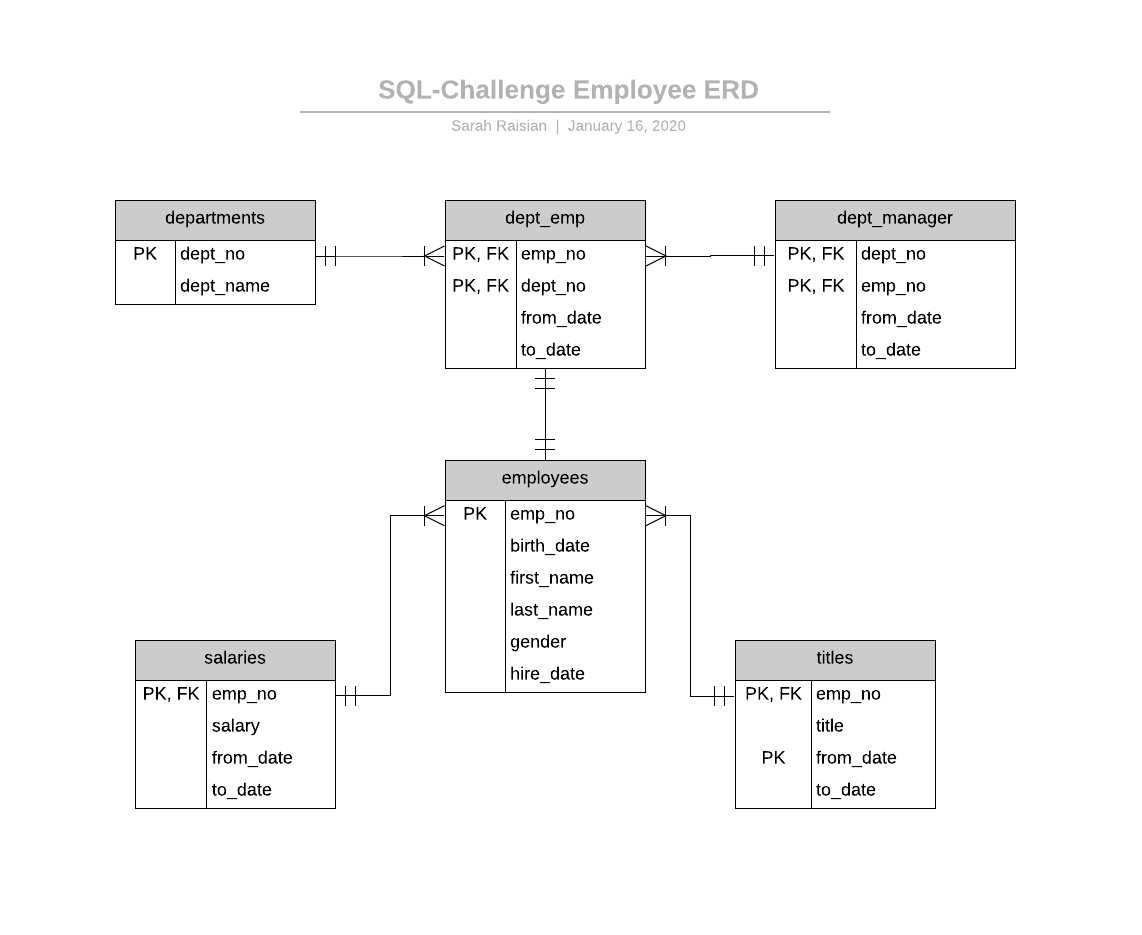 SQL-Challenge Employee ERD
Sarah Raisian | January 16, 2020
departments
PK dept_no
dept_name
dept_emp
PK, FK emp_no
PK, FK dept_no
from_date
to_date
dept_manager
PK, FK dept_no
PK, FK emp_no
from_date
to_date
employees
PK emp_no
birth_date
first_name
last_name
gender
hire_date
salaries
PK, FK emp_no
salary
from_date
to_date
titles
PK, FK emp_no
title
PK from_date
to_date